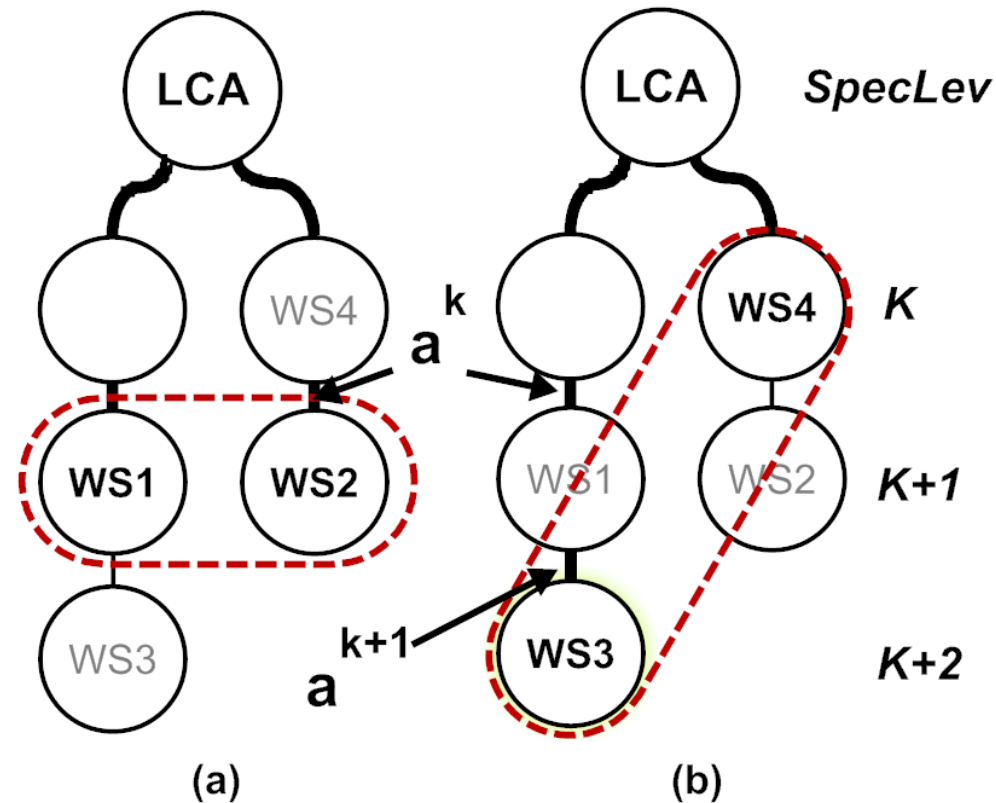 LCA
LCA
SpecLev
WS4
WS4
K
a^k
WS1
WS2
WS1
WS2
K+1
WS3
a^k+1
WS3
K+2
(a)
(b)